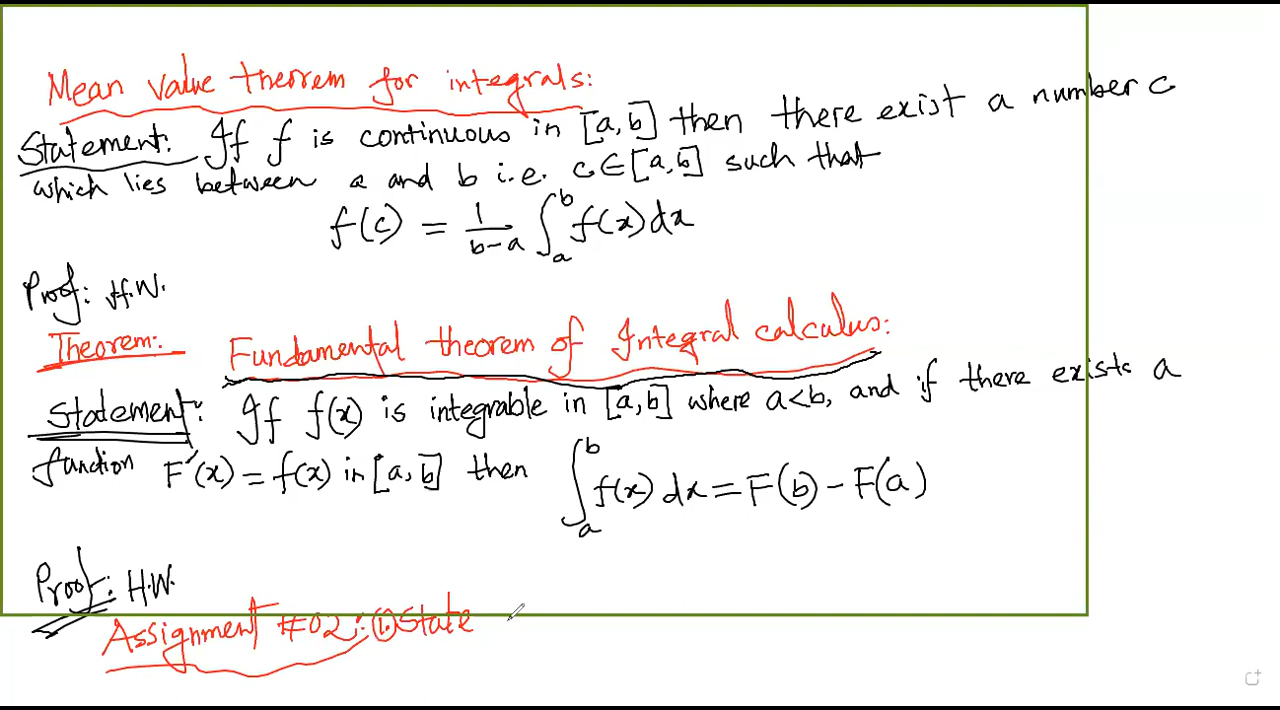 Mean value theorem for integrals:
Statement: If f is continuous in [a, b] then there exist a number c
which lies between a and b i.e. c ∈ [a, b] such that
f(c) = 1/(b-a) ∫_a^b f(x) dx
Proof: H.W.
Theorem: Fundamental theorem of Integral calculus:
Statement: If f(x) is integrable in [a, b] where a<b, and if there exists a
function F'(x) = f(x) in [a, b] then ∫_a^b f(x) dx = F(b) - F(a)
Proof: H.W.
Assignment #02: ① State